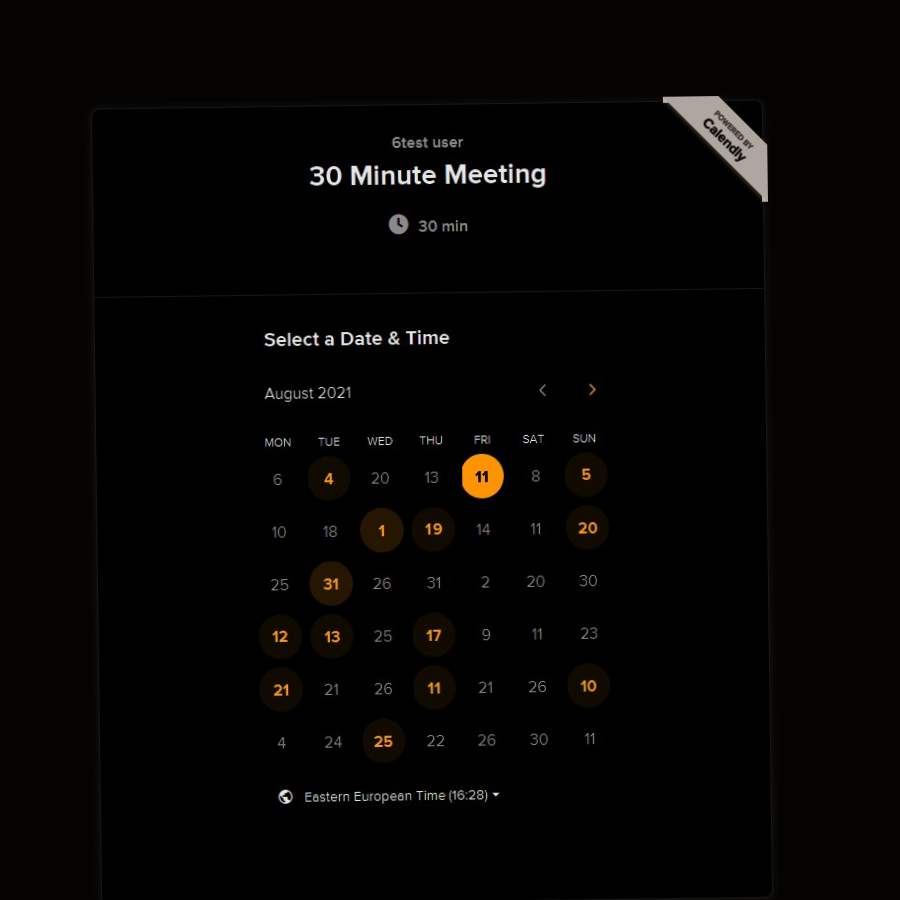 POWERED BY
Calendly
6test user
30 Minute Meeting
30 min
Select a Date & Time
August 2021
MON TUE WED THU FRI SAT SUN
6 4 20 13 11 8 5
10 18 1 19 14 11 20
25 31 26 31 2 20 30
12 13 25 17 9 11 23
21 21 26 11 21 26 10
4 24 25 22 26 30 11
Eastern European Time (16:28)